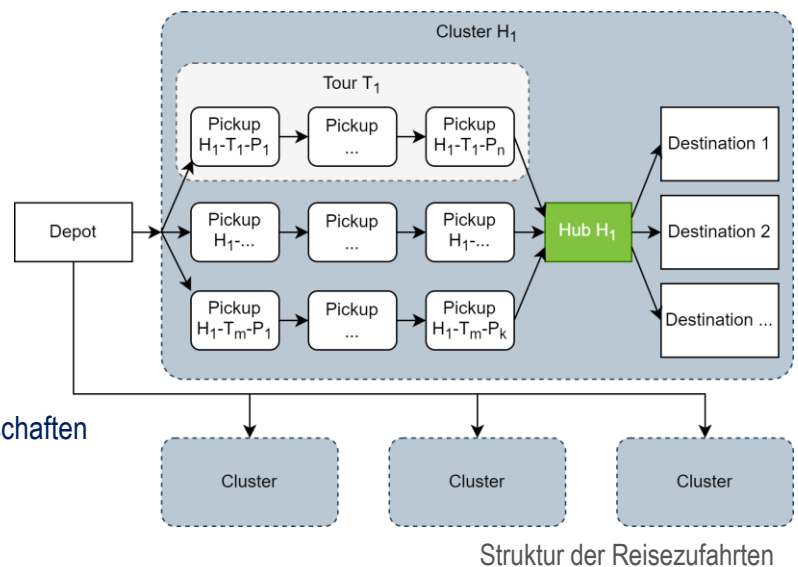 Cluster H₁
Tour T₁
Pickup
H₁-T₁-P₁
Pickup
...
Pickup
H₁-T₁-Pₙ
Destination 1
Depot
Pickup
H₁-...
Pickup
...
Pickup
H₁-...
Hub H₁
Destination 2
Pickup
H₁-Tₘ-P₁
Pickup
...
Pickup
H₁-Tₘ-Pₖ
Destination ...
schaften
Cluster
Cluster
Cluster
Struktur der Reisezufahrten